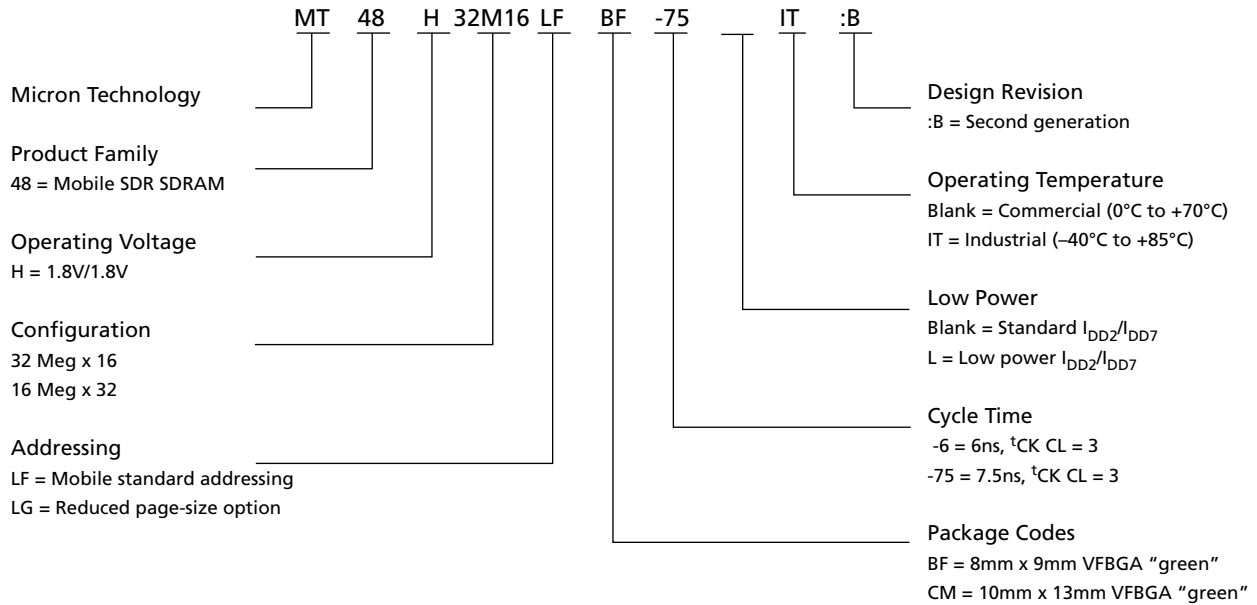 MT 48 H 32M16 LF BF -75 IT :B
Micron Technology
Product Family
48 = Mobile SDR SDRAM
Operating Voltage
H = 1.8V/1.8V
Configuration
32 Meg x 16
16 Meg x 32
Addressing
LF = Mobile standard addressing
LG = Reduced page-size option
Design Revision
:B = Second generation
Operating Temperature
Blank = Commercial (0°C to +70°C)
IT = Industrial (–40°C to +85°C)
Low Power
Blank = Standard IDD2/IDD7
L = Low power IDD2/IDD7
Cycle Time
-6 = 6ns, tCK CL = 3
-75 = 7.5ns, tCK CL = 3
Package Codes
BF = 8mm x 9mm VFBGA “green”
CM = 10mm x 13mm VFBGA “green”